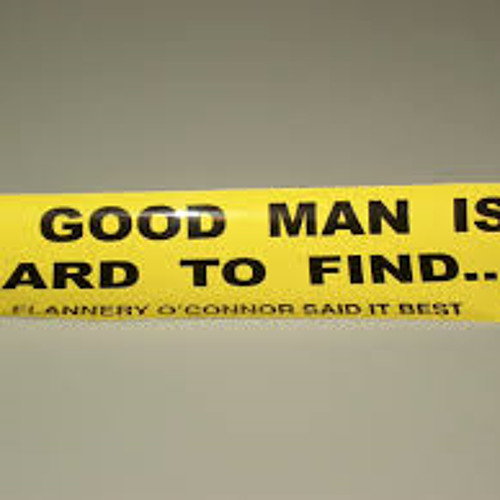 GOOD MAN IS
ARD TO FIND..
FLANNERY O'CONNOR SAID IT BEST